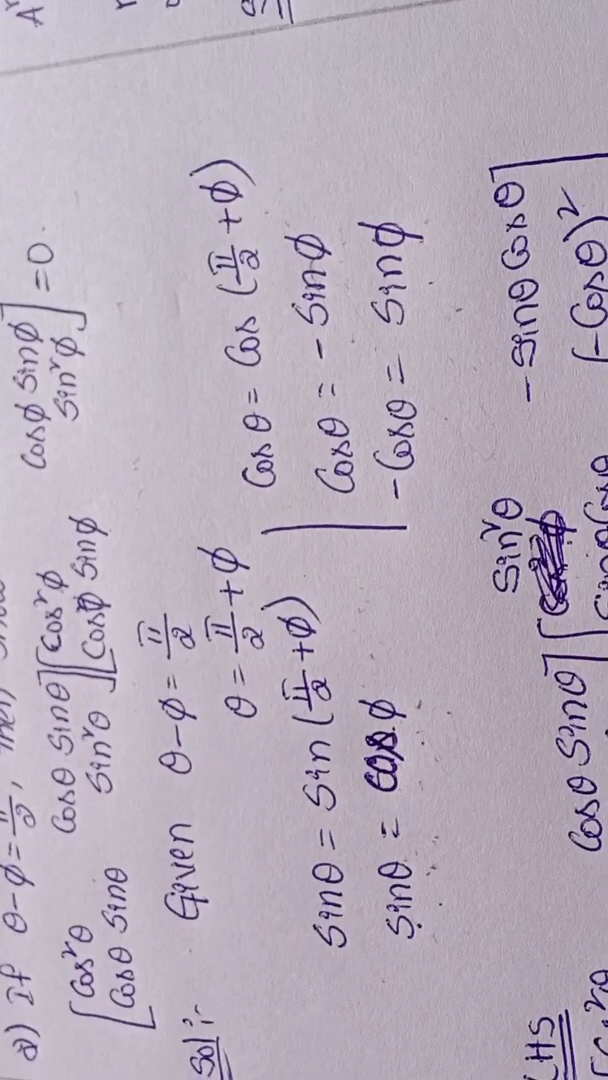 2) If θ-φ = π/2, then
[cos²θ cosθ sinθ] [cos²φ cosφ sinφ] = 0.
[cosθ sinθ sin²θ] [cosφ sinφ sin²φ]
Sol :- Given θ-φ = π/2
θ = π/2 + φ
sinθ = sin (π/2 + φ) | cosθ = cos (π/2 + φ)
sinθ = cosφ | cosθ = - sinφ
-cosθ = sinφ
LHS
cosθ sinθ] [sin²θ - sinθ cosθ]
(-cosθ)²